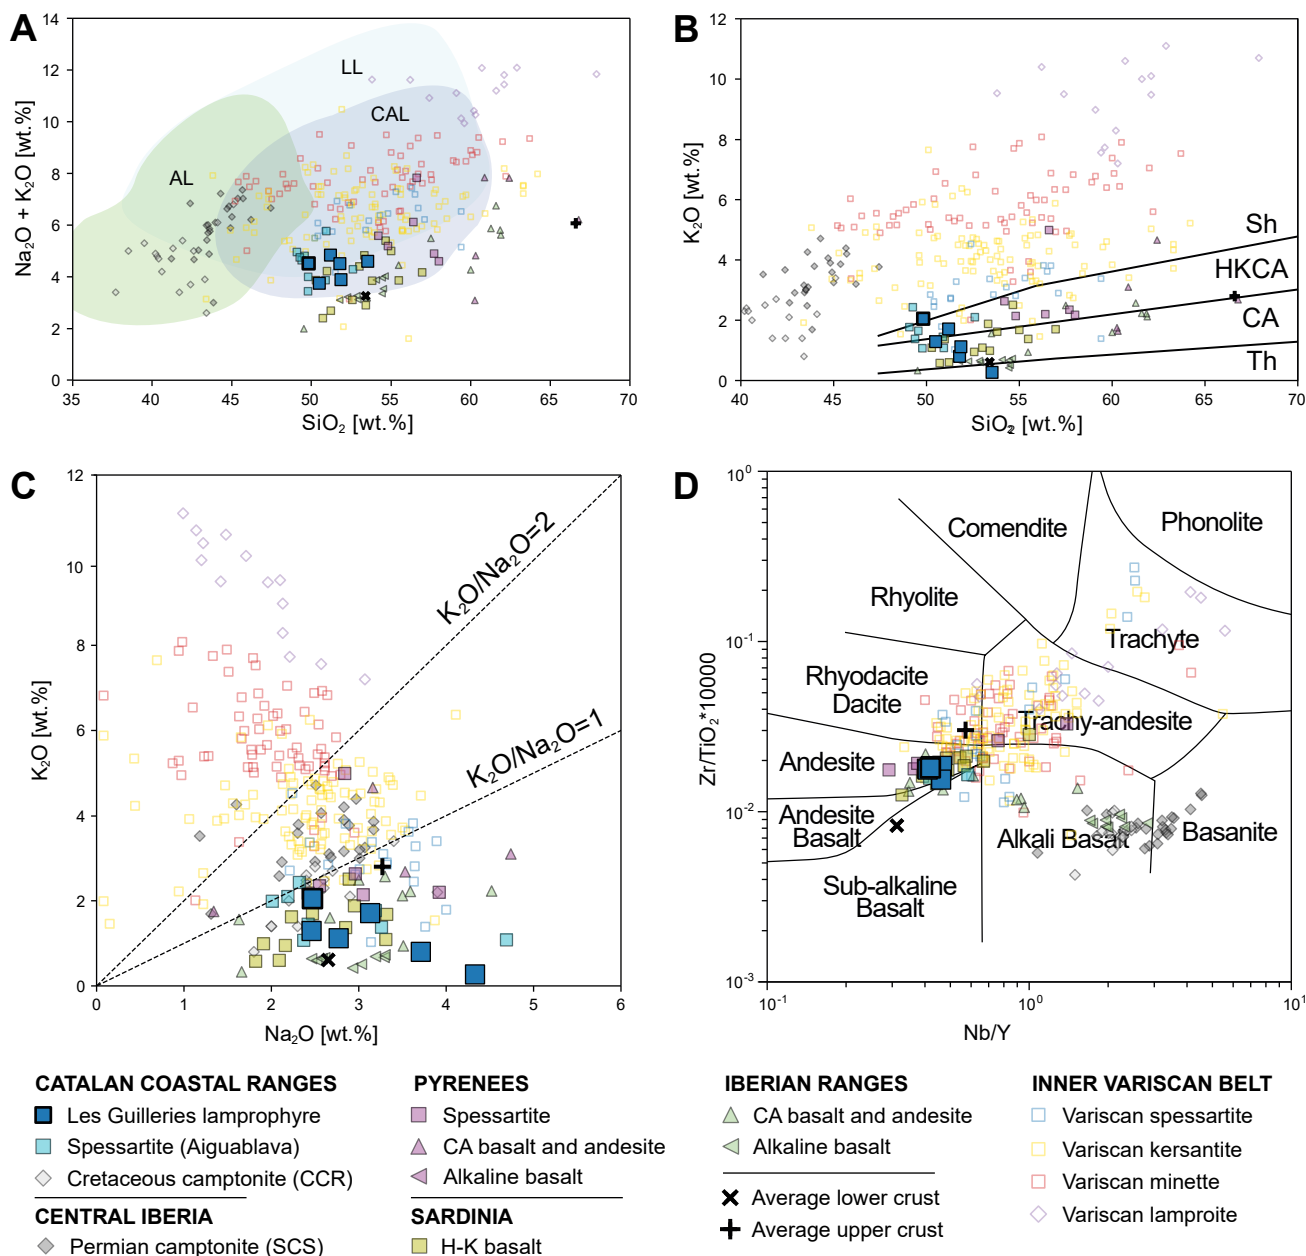 A
Na₂O + K₂O [wt.%]
14
12
10
8
6
4
2
0
LL
CAL
AL
35
40
45
50
55
60
65
70
SiO₂ [wt.%]
B
K₂O [wt.%]
12
10
8
6
4
2
0
Sh
HKCA
CA
Th
40
45
50
55
60
65
70
SiO₂ [wt.%]
C
K₂O [wt.%]
12
10
8
6
4
2
0
K₂O/Na₂O=2
K₂O/Na₂O=1
0
1
2
3
4
5
6
Na₂O [wt.%]
D
Zr/TiO₂*10000
10⁰
10⁻¹
10⁻²
10⁻³
Comendite
Phonolite
Rhyolite
Trachyte
Rhyodacite
Dacite
Trachy-andesite
Andesite
Andesite
Basalt
Alkali Basalt
Basanite
Sub-alkaline
Basalt
10⁻¹
10⁰
10¹
Nb/Y
CATALAN COASTAL RANGES
Les Guilleries lamprophyre
Spessartite (Aiguablava)
Cretaceous camptonite (CCR)
CENTRAL IBERIA
Permian camptonite (SCS)
PYRENEES
Spessartite
CA basalt and andesite
Alkaline basalt
SARDINIA
H-K basalt
IBERIAN RANGES
CA basalt and andesite
Alkaline basalt
Average lower crust
Average upper crust
INNER VARISCAN BELT
Variscan spessartite
Variscan kersantite
Variscan minette
Variscan lamproite